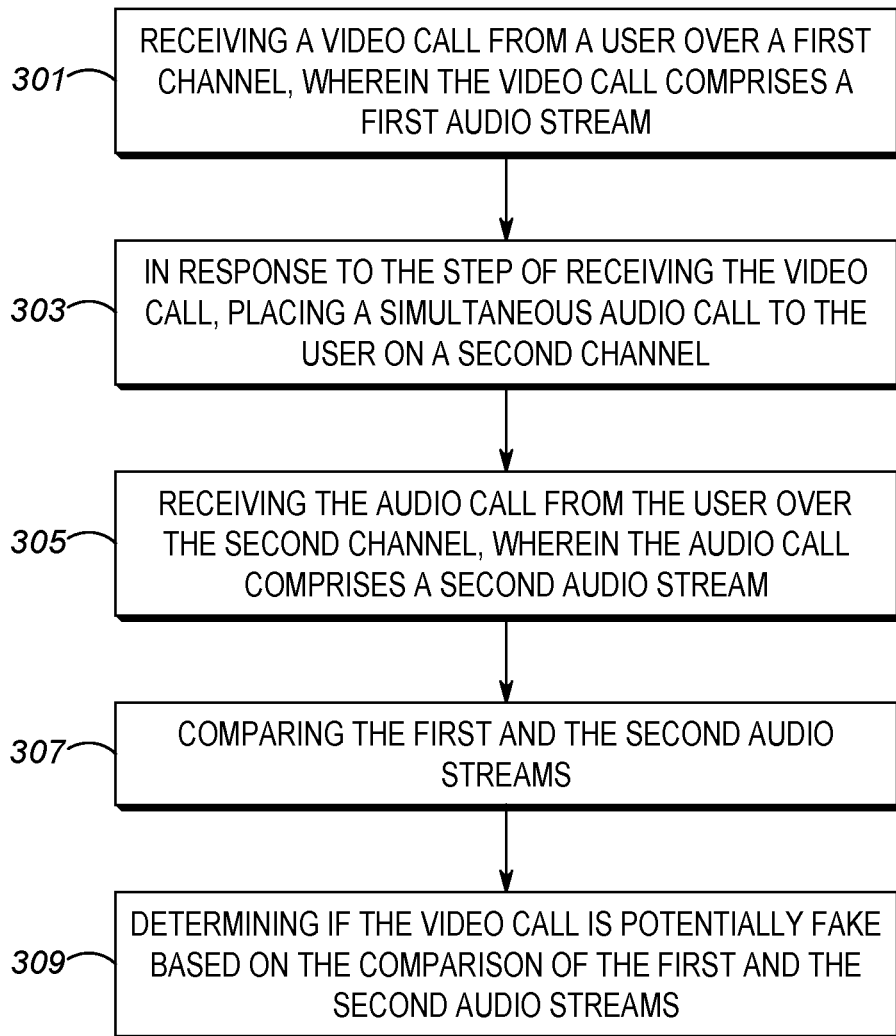 301
RECEIVING A VIDEO CALL FROM A USER OVER A FIRST
CHANNEL, WHEREIN THE VIDEO CALL COMPRISES A
FIRST AUDIO STREAM
303
IN RESPONSE TO THE STEP OF RECEIVING THE VIDEO
CALL, PLACING A SIMULTANEOUS AUDIO CALL TO THE
USER ON A SECOND CHANNEL
305
RECEIVING THE AUDIO CALL FROM THE USER OVER
THE SECOND CHANNEL, WHEREIN THE AUDIO CALL
COMPRISES A SECOND AUDIO STREAM
307
COMPARING THE FIRST AND THE SECOND AUDIO
STREAMS
309
DETERMINING IF THE VIDEO CALL IS POTENTIALLY FAKE
BASED ON THE COMPARISON OF THE FIRST AND THE
SECOND AUDIO STREAMS